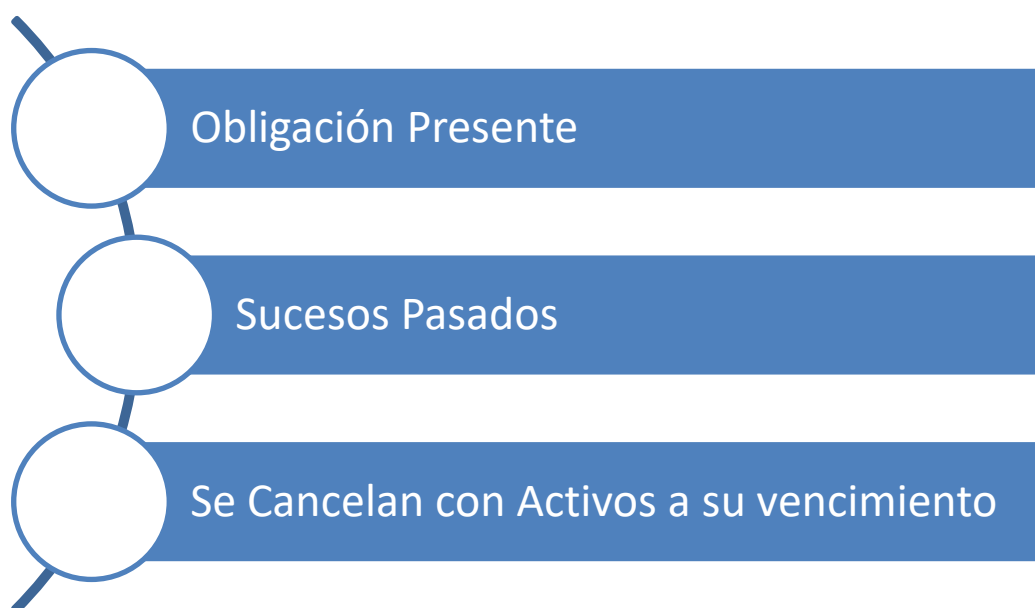 Obligación Presente
Sucesos Pasados
Se Cancelan con Activos a su vencimiento